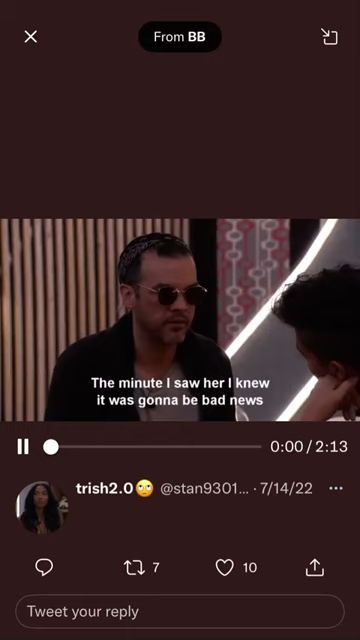 From BB
The minute I saw her I knew
it was gonna be bad news
0:00 / 2:13
trish2.0🙄 @stan9301... · 7/14/22 ...
7
10
Tweet your reply